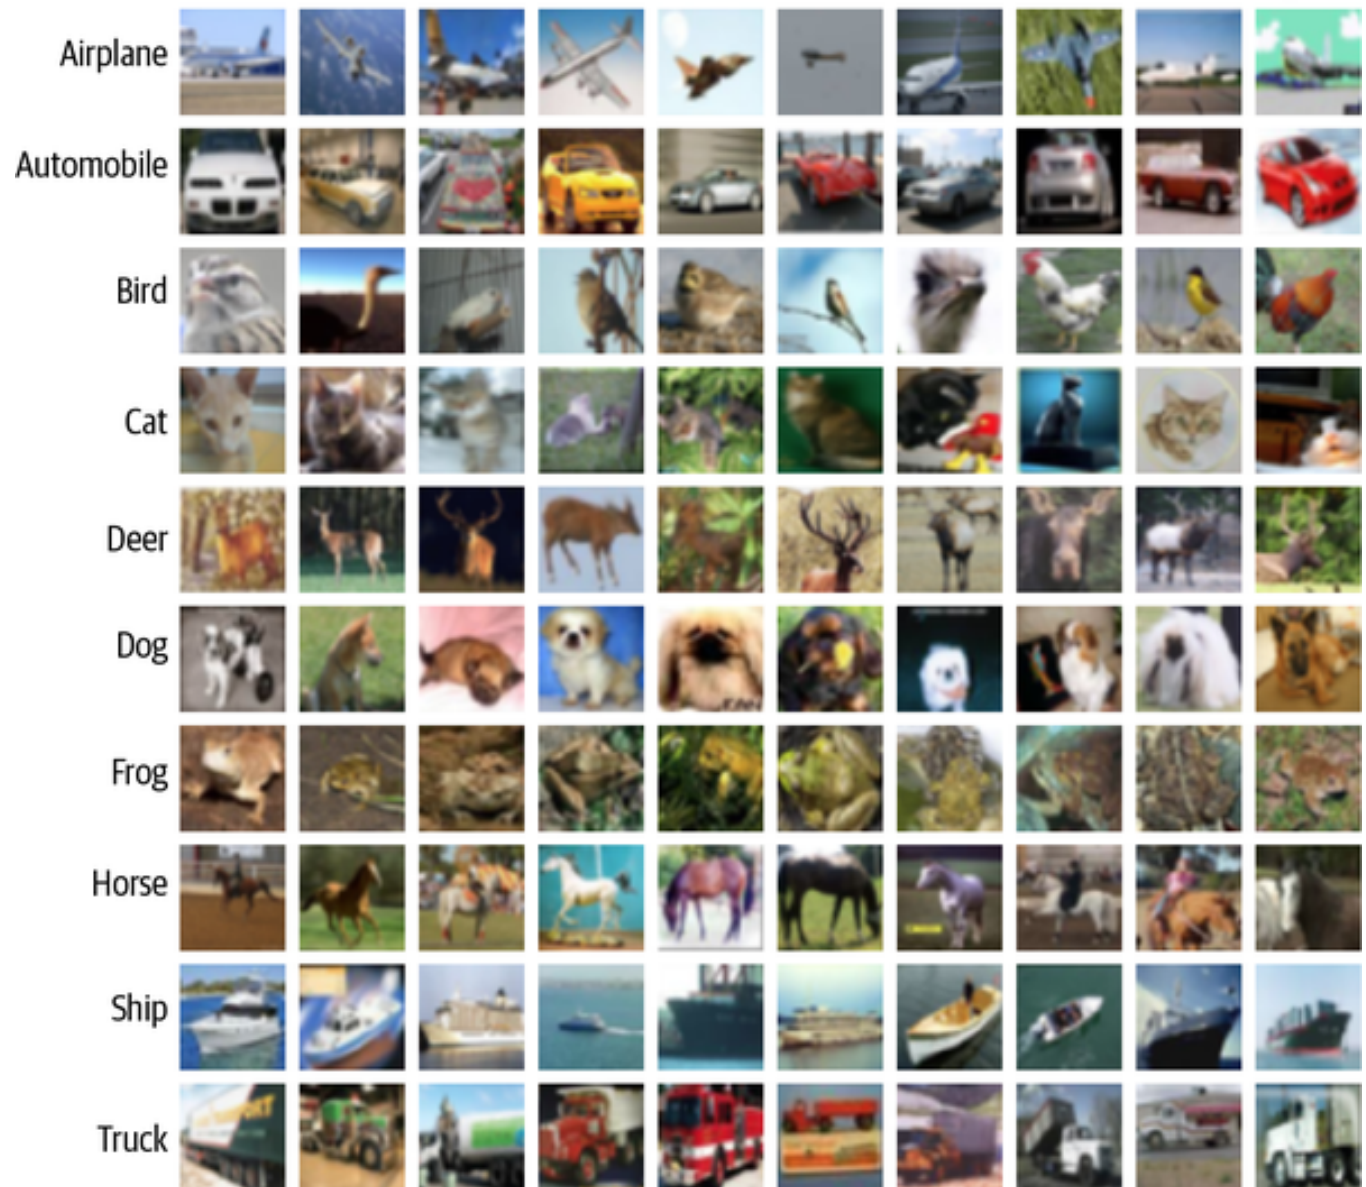 Airplane
Automobile
Bird
Cat
Deer
Dog
Frog
Horse
Ship
Truck